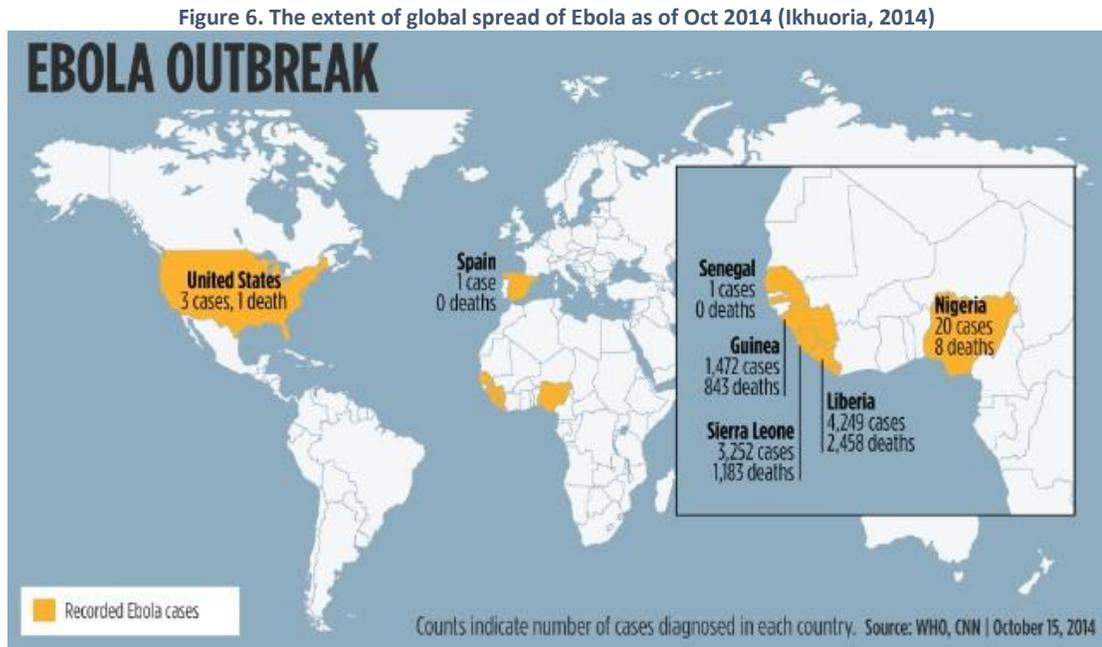 Figure 6. The extent of global spread of Ebola as of Oct 2014 (Ikhuoria, 2014)
EBOLA OUTBREAK
United States
3 cases, 1 death
Spain
1 case
0 deaths
Senegal
1 cases
0 deaths
Guinea
1,472 cases
843 deaths
Sierra Leone
3,252 cases
1,183 deaths
Liberia
4,249 cases
2,458 deaths
Nigeria
20 cases
8 deaths
Recorded Ebola cases
Counts indicate number of cases diagnosed in each country. Source: WHO, CNN | October 15, 2014